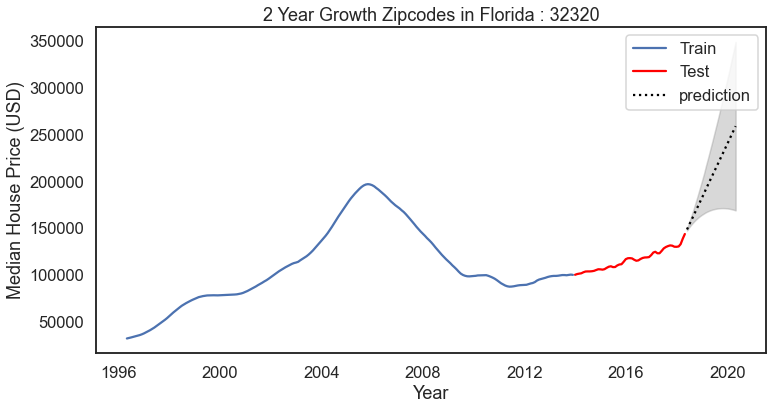 2 Year Growth Zipcodes in Florida : 32320
Median House Price (USD)
350000
300000
250000
200000
150000
100000
50000
Train
Test
prediction
1996 2000 2004 2008 2012 2016 2020
Year